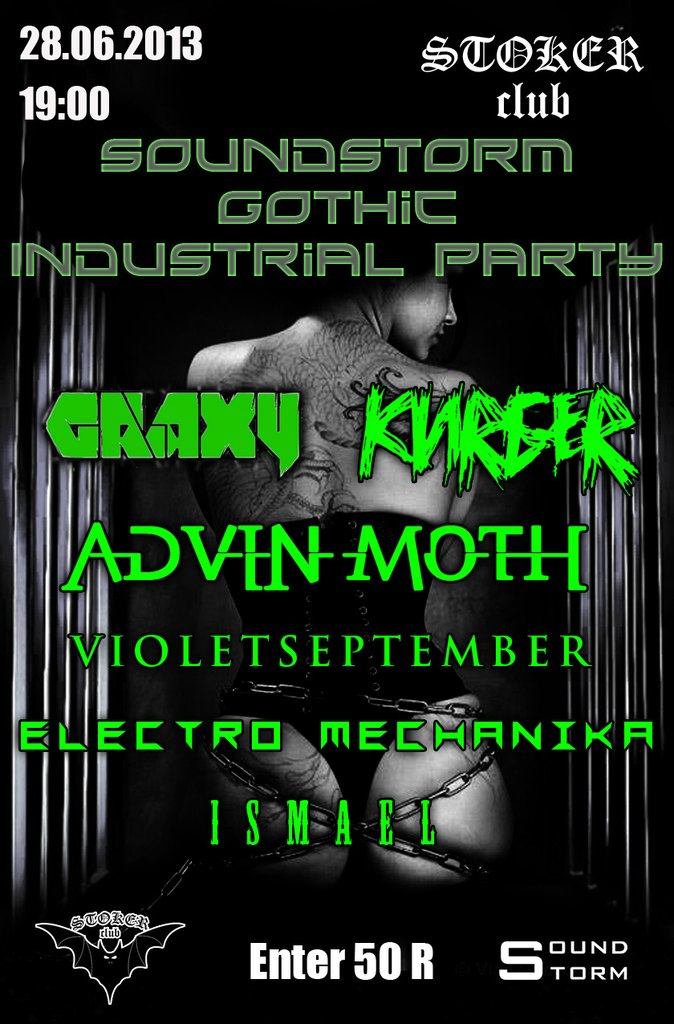 28.06.2013
19:00
STOKER
club
SOUNDSTORM
GOTHiC
INDUSTRiAL PARTY
GRAXY KURGER
ADVIN MOTH
VIOLETSEPTEMBER
ELECTRO MECHANIKA
ISMAEL
STOKER
club
Enter 50 R
SOUND
STORM